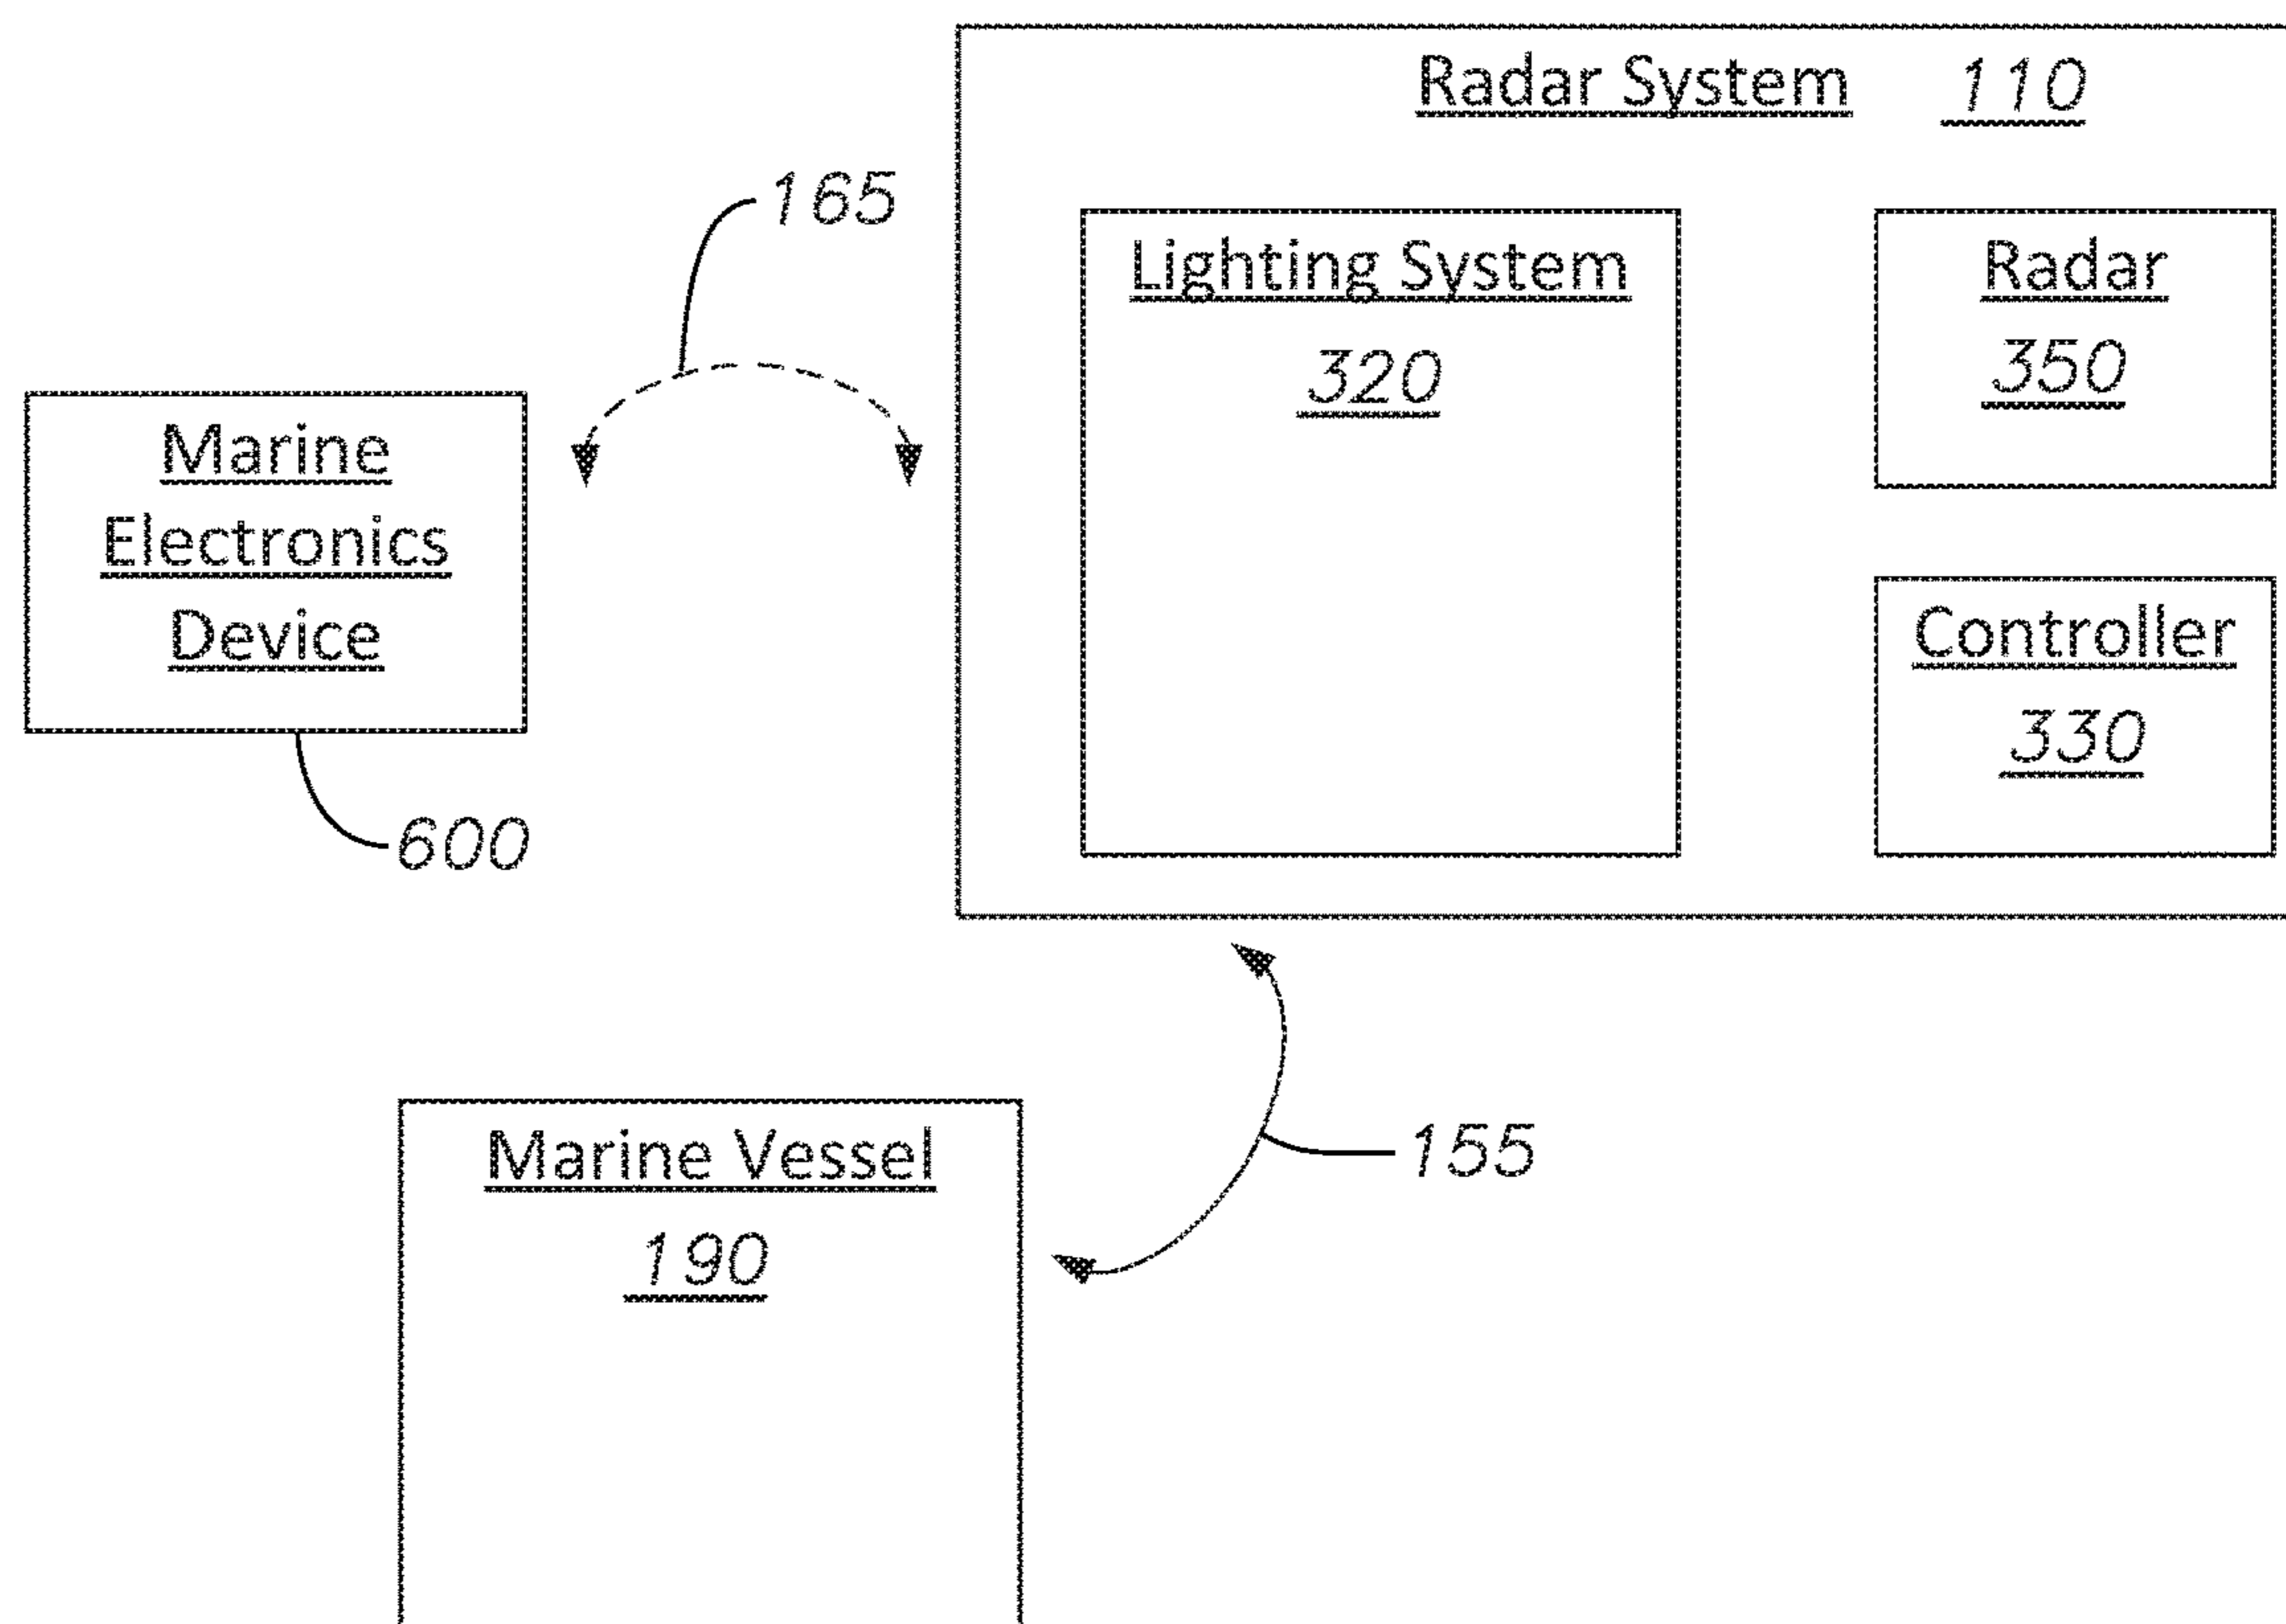 Radar System 110
165
Lighting System
320
Radar
350
Marine
Electronics
Device
Controller
330
600
Marine Vessel
190
155